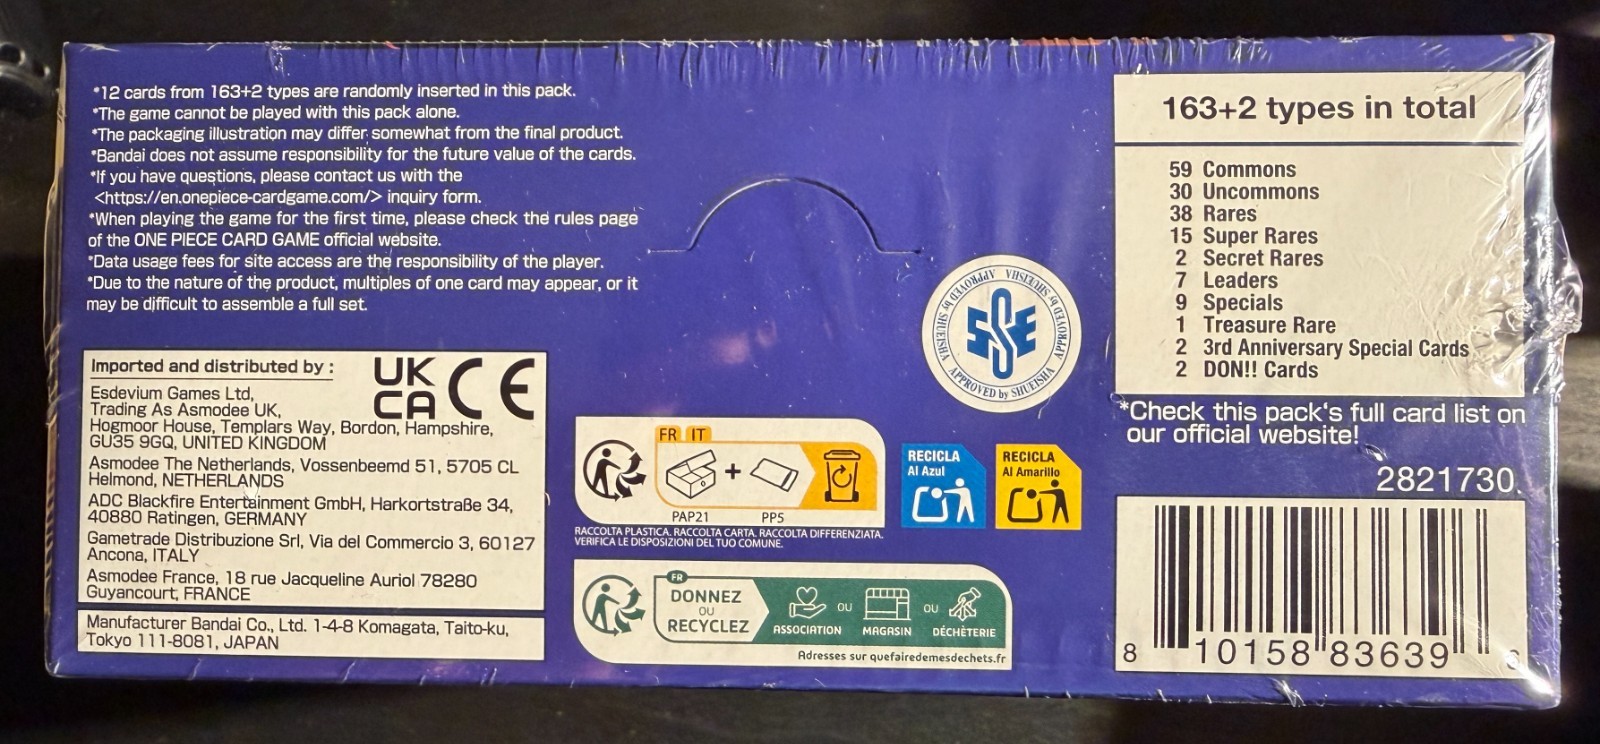 *12 cards from 163+2 types are randomly inserted in this pack.
*The game cannot be played with this pack alone.
*The packaging illustration may differ somewhat from the final product.
*Bandai does not assume responsibility for the future value of the cards.
*If you have questions, please contact us with the
<https://en.onepiece-cardgame.com/> inquiry form.
*When playing the game for the first time, please check the rules page
of the ONE PIECE CARD GAME official website.
*Data usage fees for site access are the responsibility of the player.
*Due to the nature of the product, multiples of one card may appear, or it
may be difficult to assemble a full set.
Imported and distributed by :
UK
CA CE
Esdevium Games Ltd,
Trading As Asmodee UK,
Hogmoor House, Templars Way, Bordon, Hampshire,
GU35 9GQ, UNITED KINGDOM
Asmodee The Netherlands, Vossenbeemd 51, 5705 CL
Helmond, NETHERLANDS
ADC Blackfire Entertainment GmbH, Harkortstraße 34,
40880 Ratingen, GERMANY
Gametrade Distribuzione Srl, Via del Commercio 3, 60127
Ancona, ITALY
Asmodee France, 18 rue Jacqueline Auriol 78280
Guyancourt, FRANCE
Manufacturer Bandai Co., Ltd. 1-4-8 Komagata, Taito-ku,
Tokyo 111-8081, JAPAN
APPROVED by SHUEISHA APPROVED by SHUEISHA APPROVED by SHUEISHA
FR IT
+
PAP21 PP5
RACCOLTA PLASTICA. RACCOLTA CARTA. RACCOLTA DIFFERENZIATA.
VERIFICA LE DISPOSIZIONI DEL TUO COMUNE.
RECICLA
Al Azul
RECICLA
Al Amarillo
FR
DONNEZ
OU
RECYCLEZ
ASSOCIATION OU MAGASIN OU DÉCHÈTERIE
Adresses sur quefairedemesdechets.fr
163+2 types in total
59 Commons
30 Uncommons
38 Rares
15 Super Rares
2 Secret Rares
7 Leaders
9 Specials
1 Treasure Rare
2 3rd Anniversary Special Cards
2 DON!! Cards
*Check this pack's full card list on
our official website!
2821730.
8 10158 83639 6